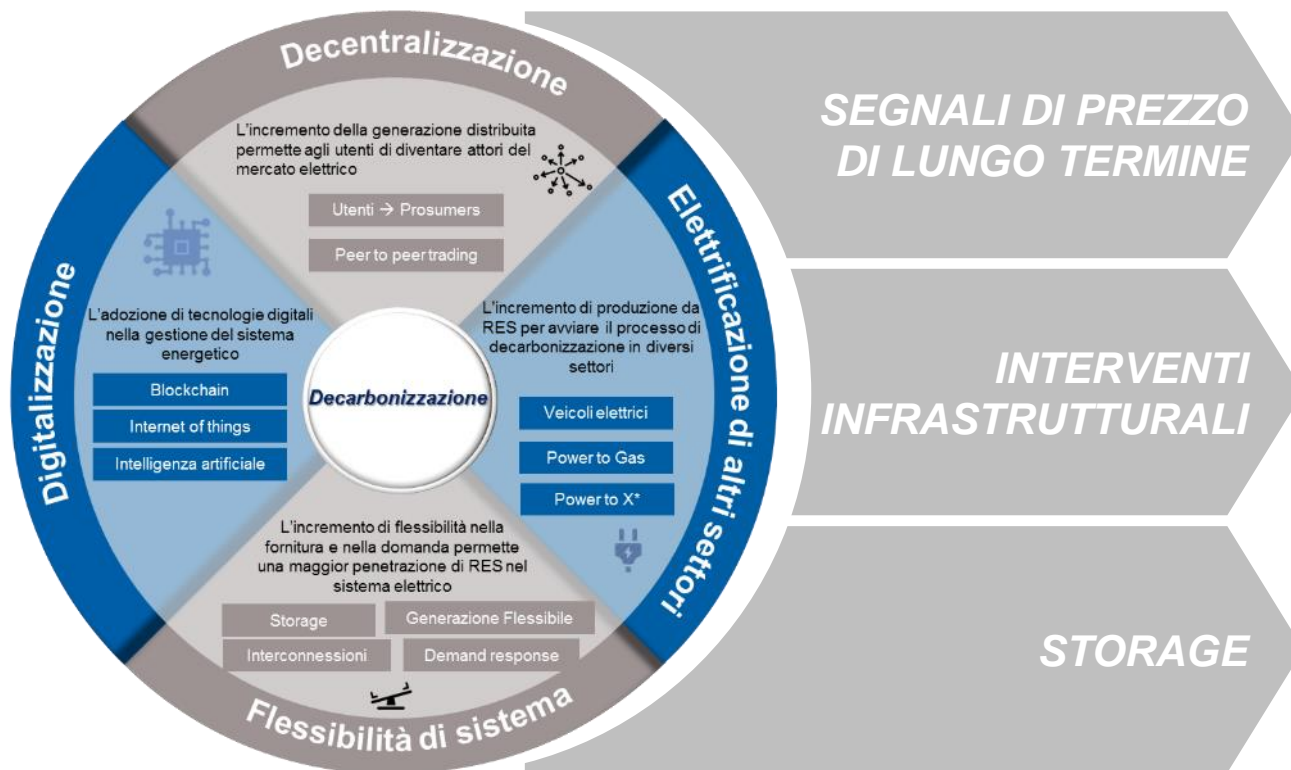 Decentralizzazione
L'incremento della generazione distribuita
permette agli utenti di diventare attori del
mercato elettrico
Utenti → Prosumers
Peer to peer trading
Digitalizzazione
L'adozione di tecnologie digitali
nella gestione del sistema
energetico
Blockchain
Internet of things
Intelligenza artificiale
Decarbonizzazione
Elettrificazione di altri settori
L'incremento di produzione da
RES per avviare il processo di
decarbonizzazione in diversi
settori
Veicoli elettrici
Power to Gas
Power to X*
L'incremento di flessibilità nella
fornitura e nella domanda permette
una maggior penetrazione di RES nel
sistema elettrico
Storage
Generazione Flessibile
Interconnessioni
Demand response
Flessibilità di sistema
SEGNALI DI PREZZO
DI LUNGO TERMINE
INTERVENTI
INFRASTRUTTURALI
STORAGE